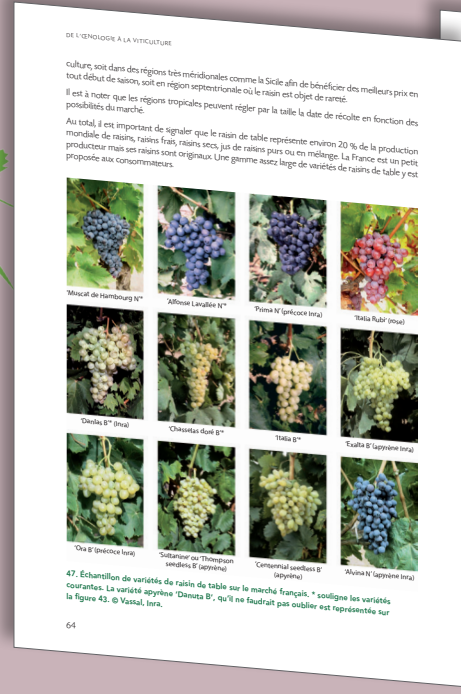 DE L'ŒNOLOGIE À LA VITICULTURE
culture, soit dans des régions très méridionales comme la Sicile afin de bénéficier des meilleurs prix en
tout début de saison, soit en région septentrionale où le raisin est objet de rareté.
Il est à noter que les régions tropicales peuvent régler par la taille la date de récolte en fonction des
possibilités du marché.
Au total, il est important de signaler que le raisin de table représente environ 20 % de la production
mondiale de raisins, raisins frais, raisins secs, jus de raisins purs ou en mélange. La France est un petit
producteur mais ses raisins sont originaux. Une gamme assez large de variétés de raisins de table y est
proposée aux consommateurs.
'Muscat de Hambourg N'*
'Alfonse Lavallée N'*
'Prima N' (précoce Inra)
'Italia Rubi' (rose)
'Danlas B'* (Inra)
'Chasselas doré B'*
'Italia B'*
'Exalta B' (apyrène Inra)
'Ora B' (précoce Inra)
'Sultanine' ou 'Thompson
seedless B' (apyrène)
'Centennial seedless B'
(apyrène)
'Alvina N' (apyrène Inra)
47. Échantillon de variétés de raisin de table sur le marché français. * souligne les variétés
courantes. La variété apyrène 'Danuta B', qu'il ne faudrait pas oublier est représentée sur
la figure 43. © Vassal, Inra.
64